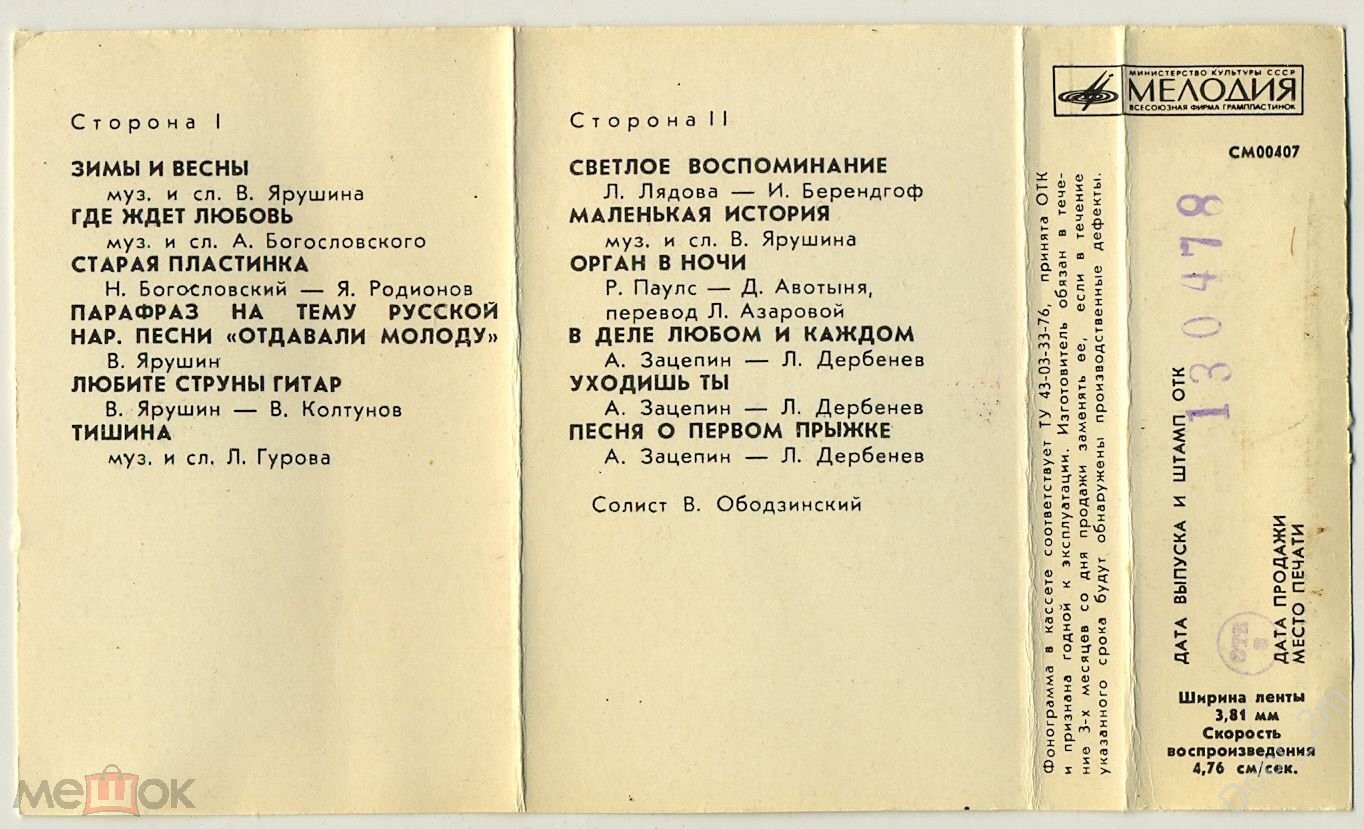 Сторона I
ЗИМЫ И ВЕСНЫ
муз. и сл. В. Ярушина
ГДЕ ЖДЕТ ЛЮБОВЬ
муз. и сл. А. Богословского
СТАРАЯ ПЛАСТИНКА
Н. Богословский — Я. Родионов
ПАРАФРАЗ НА ТЕМУ РУССКОЙ
НАР. ПЕСНИ «ОТДАВАЛИ МОЛОДУ»
В. Ярушин
ЛЮБИТЕ СТРУНЫ ГИТАР
В. Ярушин — В. Колтунов
ТИШИНА
муз. и сл. Л. Гурова
Сторона II
СВЕТЛОЕ ВОСПОМИНАНИЕ
Л. Лядова — И. Берендгоф
МАЛЕНЬКАЯ ИСТОРИЯ
муз. и сл. В. Ярушина
ОРГАН В НОЧИ
Р. Паулс — Д. Авотыня,
перевод Л. Азаровой
В ДЕЛЕ ЛЮБОМ И КАЖДОМ
А. Зацепин — Л. Дербенев
УХОДИШЬ ТЫ
А. Зацепин — Л. Дербенев
ПЕСНЯ О ПЕРВОМ ПРЫЖКЕ
А. Зацепин — Л. Дербенев
Солист В. Ободзинский
Фонограмма в кассете соответствует ТУ 43-03-33-76, принята ОТК
и признана годной к эксплуатации. Изготовитель обязан в тече-
ние 3-х месяцев со дня продажи заменять ее, если в течение
указанного срока будут обнаружены производственные дефекты.
МИНИСТЕРСТВО КУЛЬТУРЫ СССР
МЕЛОДИЯ
ВСЕСОЮЗНАЯ ФИРМА ГРАМПЛАСТИНОК
СМ00407
ДАТА ВЫПУСКА И ШТАМП ОТК
130478
ОТК
ДАТА ПРОДАЖИ
МЕСТО ПЕЧАТИ
Ширина ленты
3,81 мм
Скорость
воспроизведения
4,76 см/сек.
мешок